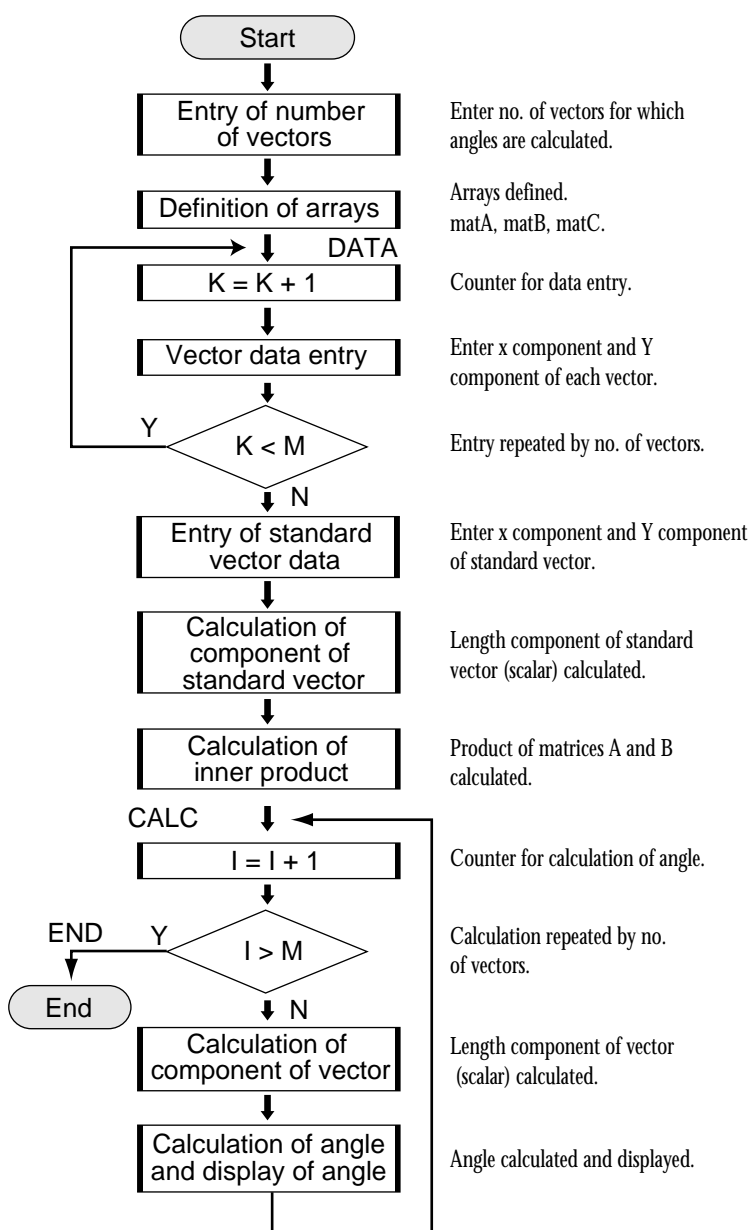 Start
Entry of number
of vectors
Enter no. of vectors for which
angles are calculated.
Definition of arrays
Arrays defined.
matA, matB, matC.
DATA
K = K + 1
Counter for data entry.
Vector data entry
Enter x component and Y
component of each vector.
Y
K < M
Entry repeated by no. of vectors.
N
Entry of standard
vector data
Enter x component and Y component
of standard vector.
Calculation of
component of
standard vector
Length component of standard
vector (scalar) calculated.
Calculation of
inner product
Product of matrices A and B
calculated.
CALC
I = I + 1
Counter for calculation of angle.
END
Y
I > M
Calculation repeated by no.
of vectors.
End
N
Calculation of
component of vector
Length component of vector
(scalar) calculated.
Calculation of angle
and display of angle
Angle calculated and displayed.